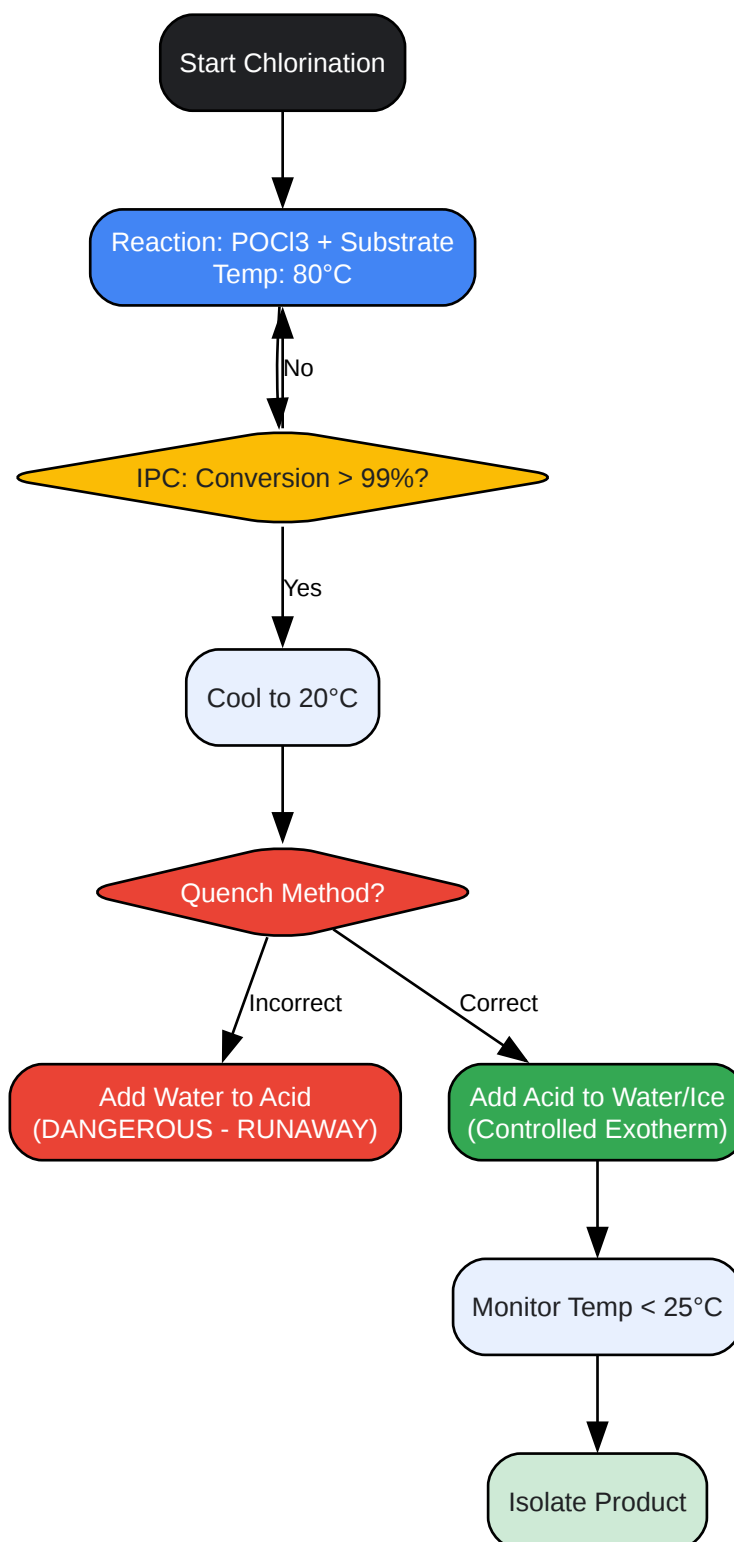 Start Chlorination
Reaction: POCl3 + Substrate
Temp: 80°C
No
IPC: Conversion > 99%?
Yes
Cool to 20°C
Quench Method?
Incorrect
Correct
Add Water to Acid
(DANGEROUS - RUNAWAY)
Add Acid to Water/Ice
(Controlled Exotherm)
Monitor Temp < 25°C
Isolate Product